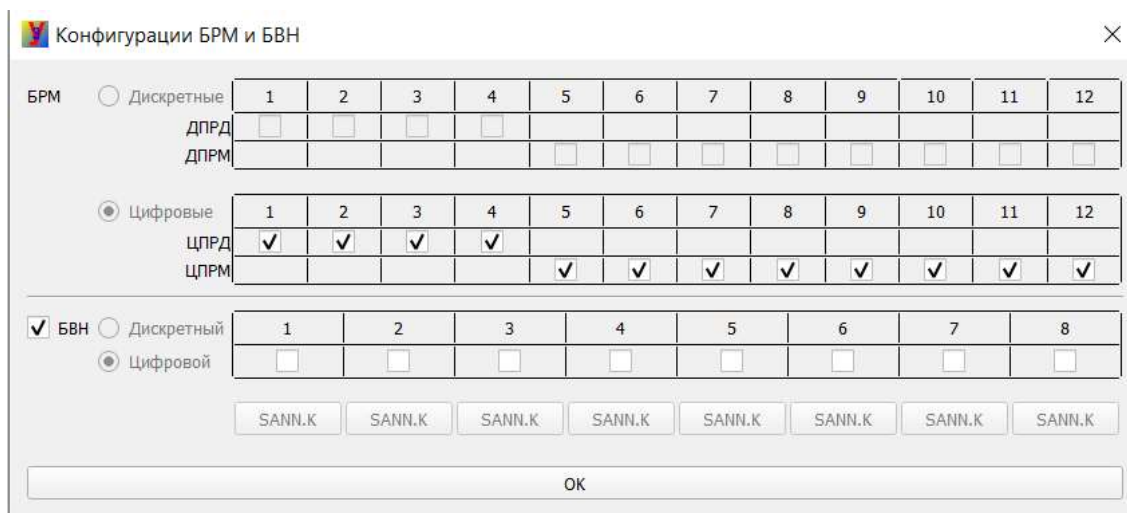 Конфигурации БРМ и БВН
БРМ Дискретные 1 2 3 4 5 6 7 8 9 10 11 12
ДПРД
ДПРМ
Цифровые 1 2 3 4 5 6 7 8 9 10 11 12
ЦПРД
ЦПРМ
БВН Дискретный 1 2 3 4 5 6 7 8
Цифровой
SANN.K SANN.K SANN.K SANN.K SANN.K SANN.K SANN.K SANN.K
OK